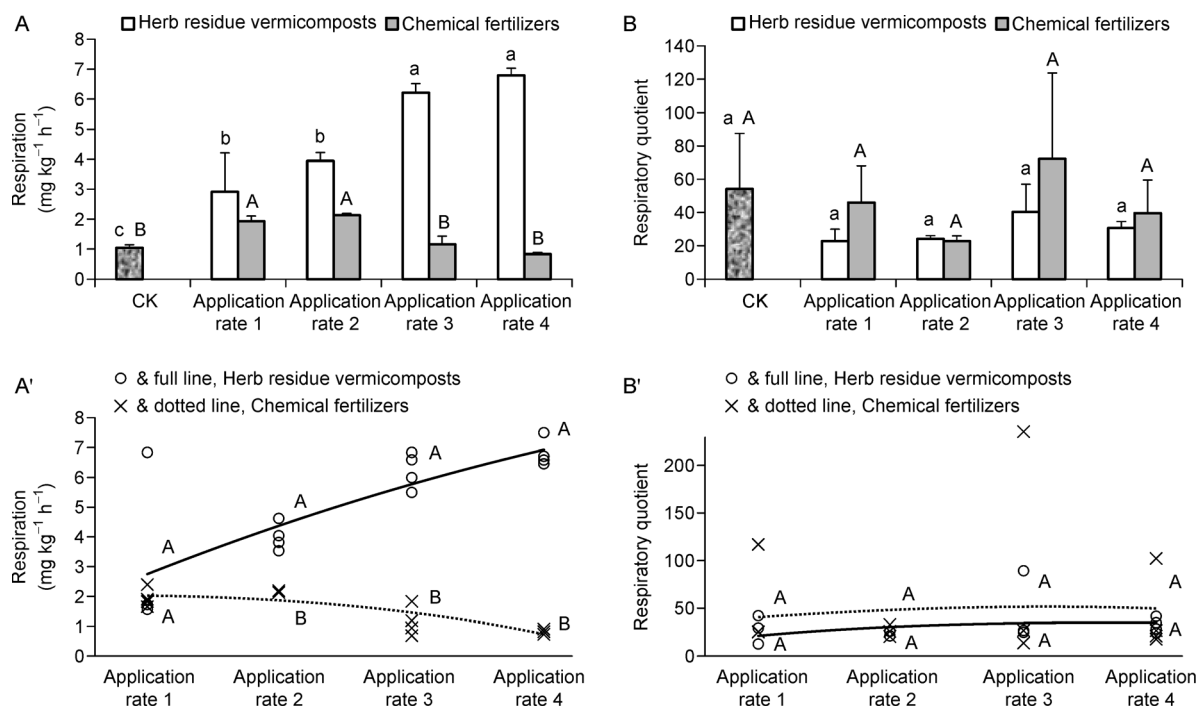 A
Herb residue vermicomposts
Chemical fertilizers
Respiration
(mg kg⁻¹ h⁻¹)
8
7
6
5
4
3
2
1
0
c B
b
A
b
A
a
B
a
B
CK
Application rate 1
Application rate 2
Application rate 3
Application rate 4
B
Herb residue vermicomposts
Chemical fertilizers
Respiratory quotient
140
120
100
80
60
40
20
0
a A
a
A
a
A
a
A
a
A
CK
Application rate 1
Application rate 2
Application rate 3
Application rate 4
A'
& full line, Herb residue vermicomposts
& dotted line, Chemical fertilizers
Respiration
(mg kg⁻¹ h⁻¹)
8
7
6
5
4
3
2
1
0
A
A
A
B
A
B
A
B
Application rate 1
Application rate 2
Application rate 3
Application rate 4
B'
& full line, Herb residue vermicomposts
& dotted line, Chemical fertilizers
Respiratory quotient
200
150
100
50
0
A
A
A
A
A
A
A
A
Application rate 1
Application rate 2
Application rate 3
Application rate 4